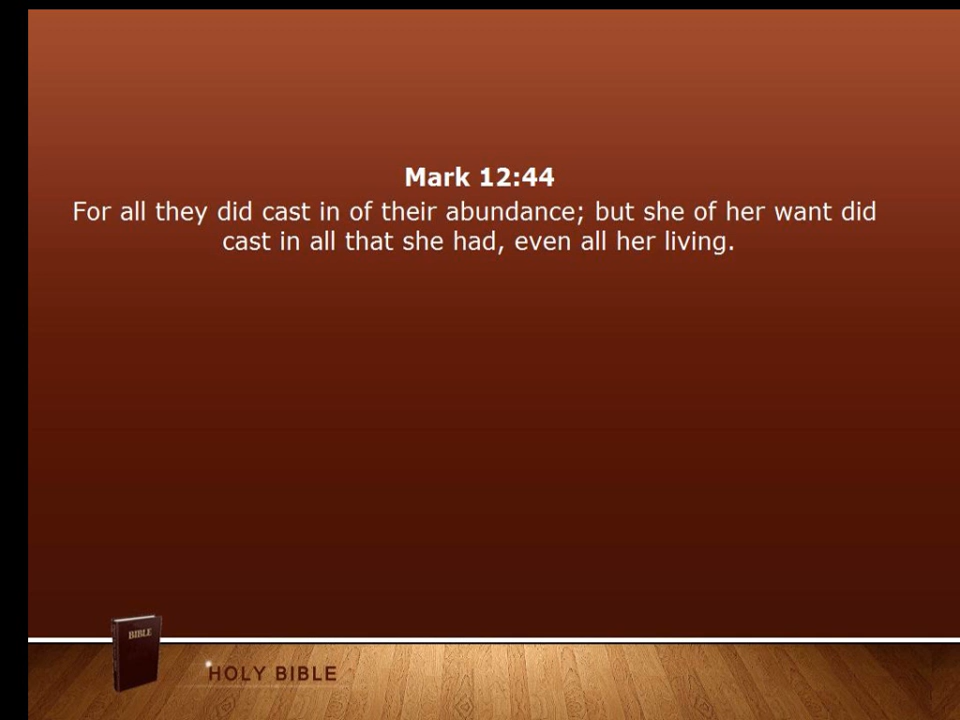 Mark 12:44
For all they did cast in of their abundance; but she of her want did
cast in all that she had, even all her living.
BIBLE
HOLY BIBLE